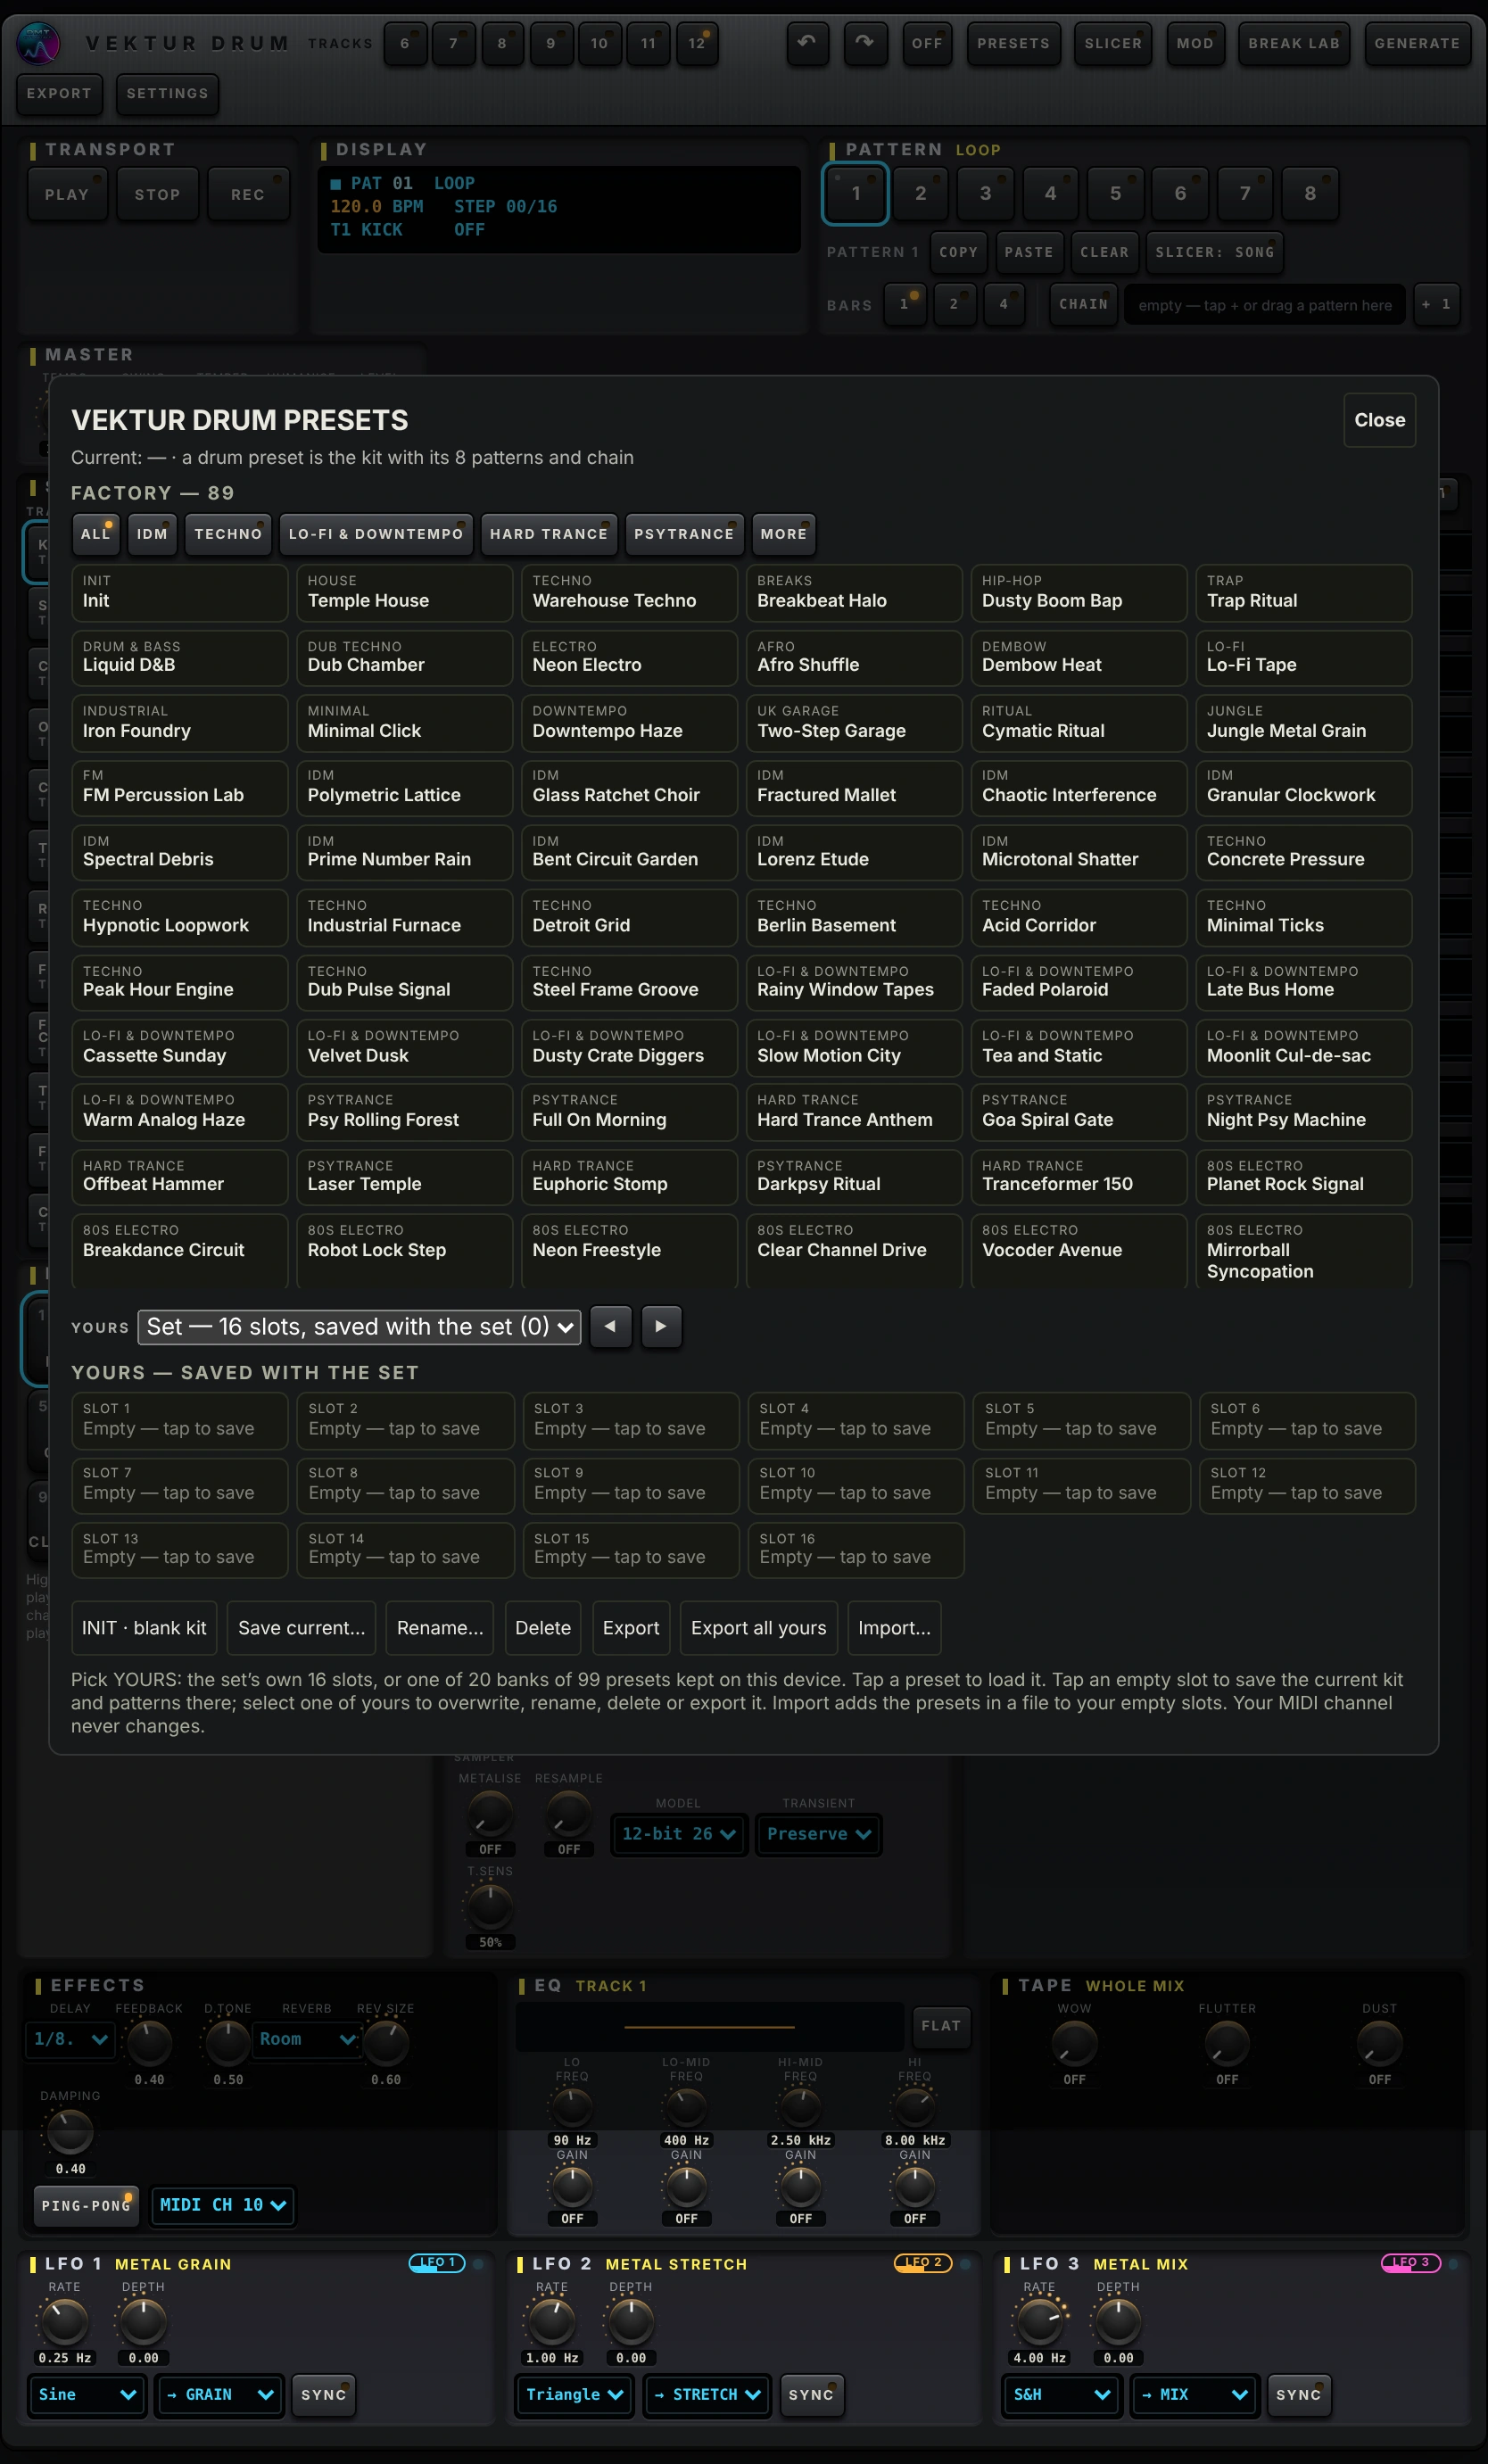 VEKTUR DRUM TRACKS 6 7 8 9 10 11 12 OFF PRESETS SLICER MOD BREAK LAB GENERATE
EXPORT SETTINGS
TRANSPORT
PLAY STOP REC
DISPLAY
PAT 01 LOOP
120.0 BPM STEP 00/16
T1 KICK OFF
PATTERN LOOP
1 2 3 4 5 6 7 8
PATTERN 1 COPY PASTE CLEAR SLICER: SONG
BARS 1 2 4 CHAIN empty — tap + or drag a pattern here + 1
MASTER
VEKTUR DRUM PRESETS
Close
Current: — · a drum preset is the kit with its 8 patterns and chain
FACTORY — 89
ALL IDM TECHNO LO-FI & DOWNTEMPO HARD TRANCE PSYTRANCE MORE
INIT HOUSE TECHNO BREAKS HIP-HOP TRAP
Init Temple House Warehouse Techno Breakbeat Halo Dusty Boom Bap Trap Ritual
DRUM & BASS DUB TECHNO ELECTRO AFRO DEMBOW LO-FI
Liquid D&B Dub Chamber Neon Electro Afro Shuffle Dembow Heat Lo-Fi Tape
INDUSTRIAL MINIMAL DOWNTEMPO UK GARAGE RITUAL JUNGLE
Iron Foundry Minimal Click Downtempo Haze Two-Step Garage Cymatic Ritual Jungle Metal Grain
FM IDM IDM IDM IDM IDM
FM Percussion Lab Polymetric Lattice Glass Ratchet Choir Fractured Mallet Chaotic Interference Granular Clockwork
IDM IDM IDM IDM IDM TECHNO
Spectral Debris Prime Number Rain Bent Circuit Garden Lorenz Etude Microtonal Shatter Concrete Pressure
TECHNO TECHNO TECHNO TECHNO TECHNO TECHNO
Hypnotic Loopwork Industrial Furnace Detroit Grid Berlin Basement Acid Corridor Minimal Ticks
TECHNO TECHNO TECHNO LO-FI & DOWNTEMPO LO-FI & DOWNTEMPO LO-FI & DOWNTEMPO
Peak Hour Engine Dub Pulse Signal Steel Frame Groove Rainy Window Tapes Faded Polaroid Late Bus Home
LO-FI & DOWNTEMPO LO-FI & DOWNTEMPO LO-FI & DOWNTEMPO LO-FI & DOWNTEMPO LO-FI & DOWNTEMPO LO-FI & DOWNTEMPO
Cassette Sunday Velvet Dusk Dusty Crate Diggers Slow Motion City Tea and Static Moonlit Cul-de-sac
LO-FI & DOWNTEMPO PSYTRANCE PSYTRANCE HARD TRANCE PSYTRANCE PSYTRANCE
Warm Analog Haze Psy Rolling Forest Full On Morning Hard Trance Anthem Goa Spiral Gate Night Psy Machine
HARD TRANCE PSYTRANCE HARD TRANCE PSYTRANCE HARD TRANCE 80S ELECTRO
Offbeat Hammer Laser Temple Euphoric Stomp Darkpsy Ritual Tranceformer 150 Planet Rock Signal
80S ELECTRO 80S ELECTRO 80S ELECTRO 80S ELECTRO 80S ELECTRO 80S ELECTRO
Breakdance Circuit Robot Lock Step Neon Freestyle Clear Channel Drive Vocoder Avenue Mirrorball
Syncopation
YOURS Set — 16 slots, saved with the set (0)
YOURS — SAVED WITH THE SET
SLOT 1 SLOT 2 SLOT 3 SLOT 4 SLOT 5 SLOT 6
Empty — tap to save Empty — tap to save Empty — tap to save Empty — tap to save Empty — tap to save Empty — tap to save
SLOT 7 SLOT 8 SLOT 9 SLOT 10 SLOT 11 SLOT 12
Empty — tap to save Empty — tap to save Empty — tap to save Empty — tap to save Empty — tap to save Empty — tap to save
SLOT 13 SLOT 14 SLOT 15 SLOT 16
Empty — tap to save Empty — tap to save Empty — tap to save Empty — tap to save
INIT · blank kit Save current... Rename... Delete Export Export all yours Import...
Pick YOURS: the set's own 16 slots, or one of 20 banks of 99 presets kept on this device. Tap a preset to load it. Tap an empty slot to save the current kit
and patterns there; select one of yours to overwrite, rename, delete or export it. Import adds the presets in a file to your empty slots. Your MIDI channel
never changes.
SAMPLER
METALISE RESAMPLE MODEL TRANSIENT
12-bit 26 Preserve
OFF OFF
T.SENS
50%
EFFECTS
DELAY FEEDBACK D.TONE REVERB REV SIZE
1/8. Room
0.40 0.50 0.60
DAMPING
0.40
PING-PONG MIDI CH 10
EQ TRACK 1
FLAT
LO LO-MID HI-MID HI
FREQ FREQ FREQ FREQ
90 Hz 400 Hz 2.50 kHz 8.00 kHz
GAIN GAIN GAIN GAIN
OFF OFF OFF OFF
TAPE WHOLE MIX
WOW FLUTTER DUST
OFF OFF OFF
LFO 1 METAL GRAIN LFO 1
RATE DEPTH
0.25 Hz 0.00
Sine → GRAIN SYNC
LFO 2 METAL STRETCH LFO 2
RATE DEPTH
1.00 Hz 0.00
Triangle → STRETCH SYNC
LFO 3 METAL MIX LFO 3
RATE DEPTH
4.00 Hz 0.00
S&H → MIX SYNC